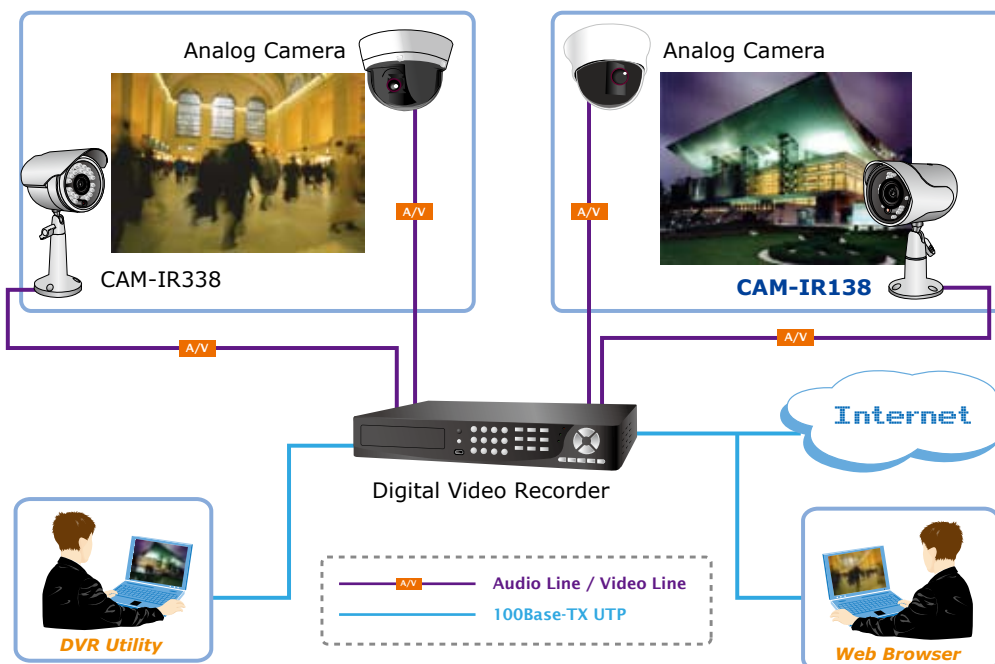 Analog Camera
Analog Camera
A/V
A/V
CAM-IR338
CAM-IR138
A/V
A/V
Internet
Digital Video Recorder
A/V
Audio Line / Video Line
100Base-TX UTP
DVR Utility
Web Browser